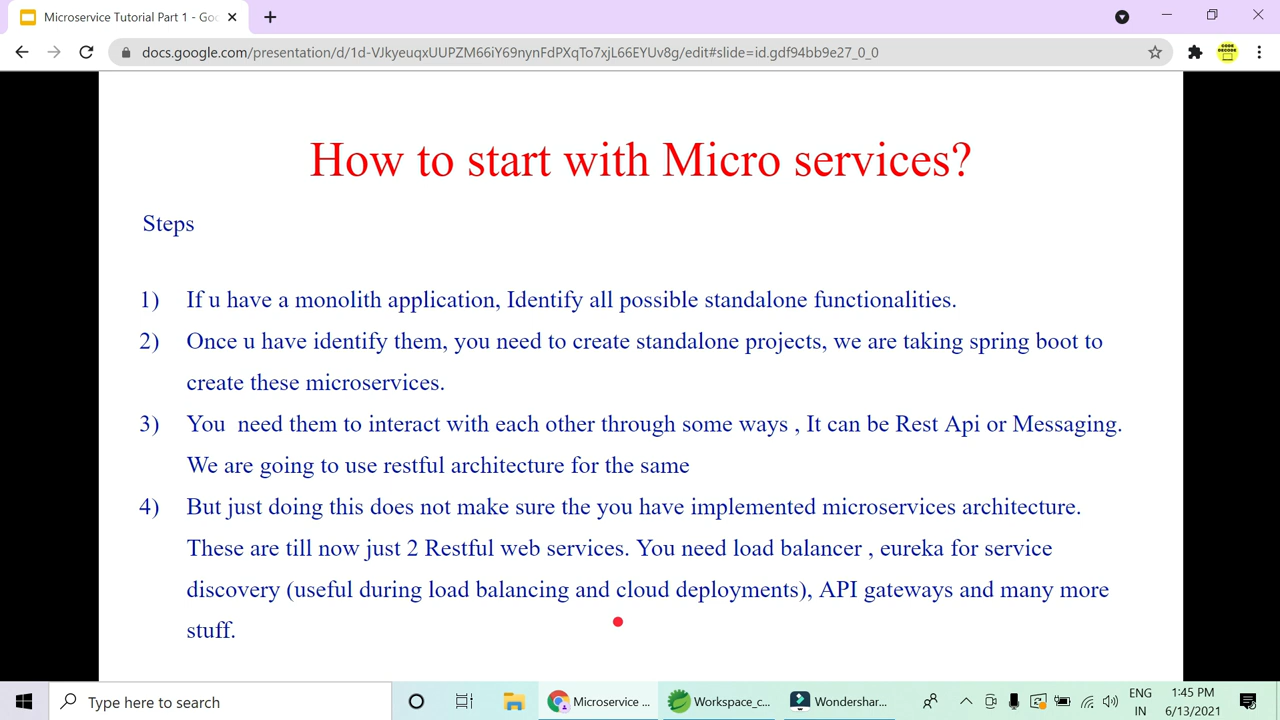 Microservice Tutorial Part 1 - Goo
docs.google.com/presentation/d/1d-VJkyeuqxUUPZM66iY69nvnFdPXqTo7xjL66EYUv8g/edit#slide=id.gdf94bb9e27_0_0
CODE DECODE
How to start with Micro services?
Steps
1) If u have a monolith application, Identify all possible standalone functionalities.
2) Once u have identify them, you need to create standalone projects, we are taking spring boot to
create these microservices.
3) You need them to interact with each other through some ways , It can be Rest Api or Messaging.
We are going to use restful architecture for the same
4) But just doing this does not make sure the you have implemented microservices architecture.
These are till now just 2 Restful web services. You need load balancer , eureka for service
discovery (useful during load balancing and cloud deployments), API gateways and many more
stuff.
Type here to search
Microservice ...
Workspace_c...
Wondershar...
ENG
IN
1:45 PM
6/13/2021